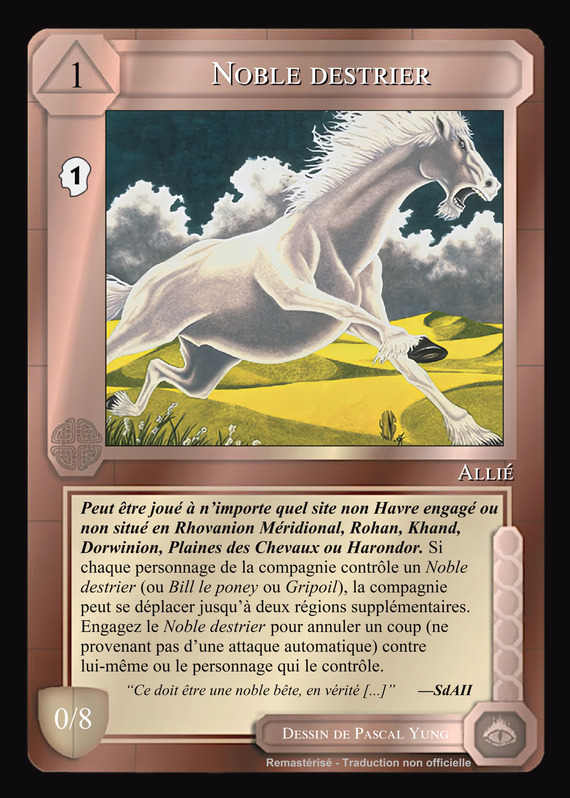 1
NOBLE DESTRIER
1
ALLIÉ
Peut être joué à n'importe quel site non Havre engagé ou
non situé en Rhovanion Méridional, Rohan, Khand,
Dorwinion, Plaines des Chevaux ou Harondor. Si
chaque personnage de la compagnie contrôle un Noble
destrier (ou Bill le poney ou Gripoil), la compagnie
peut se déplacer jusqu'à deux régions supplémentaires.
Engagez le Noble destrier pour annuler un coup (ne
provenant pas d'une attaque automatique) contre
lui-même ou le personnage qui le contrôle.
"Ce doit être une noble bête, en vérité [...]" —SdAII
0/8
DESSIN DE PASCAL YUNG
Remastérisé - Traduction non officielle